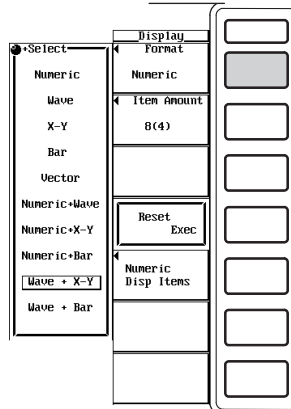 +Select
Numeric
Wave
X-Y
Bar
Vector
Numeric+Wave
Numeric+X-Y
Numeric+Bar
Wave + X-Y
Wave + Bar
Display
Format
Numeric
Item Amount
8(4)
Reset
Exec
Numeric
Disp Items